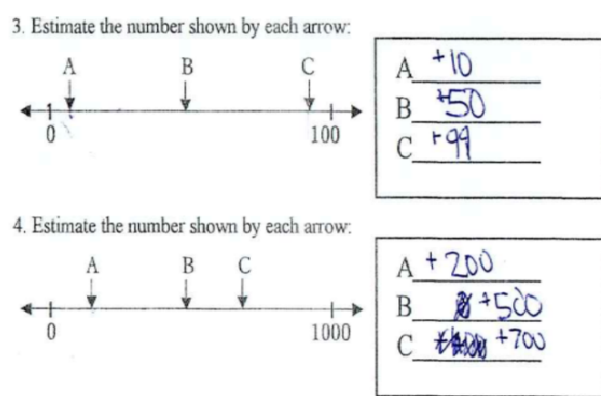 3. Estimate the number shown by each arrow:
A B C
0 100
A +10
B +50
C +99
4. Estimate the number shown by each arrow:
A B C
0 1000
A +200
B +500
C +700